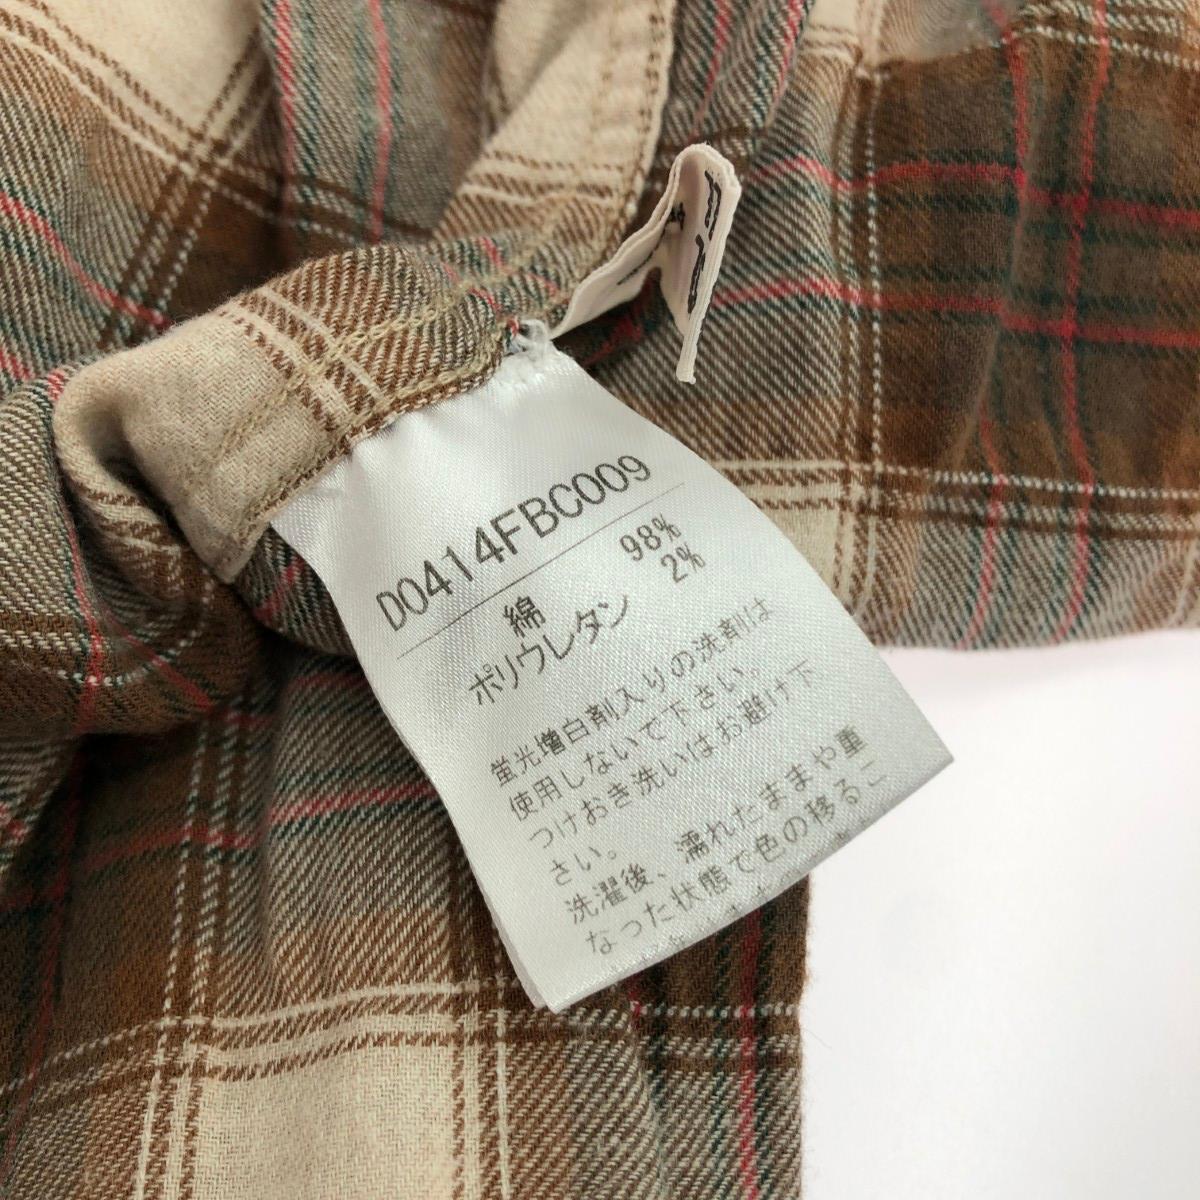 D0414FBC009
綿 98%
ポリウレタン 2%
蛍光増白剤入りの洗剤は
使用しないで下さい。
つけおき洗いはお避け下
さい。
洗濯後、濡れたままや重
なった状態で色の移るこ